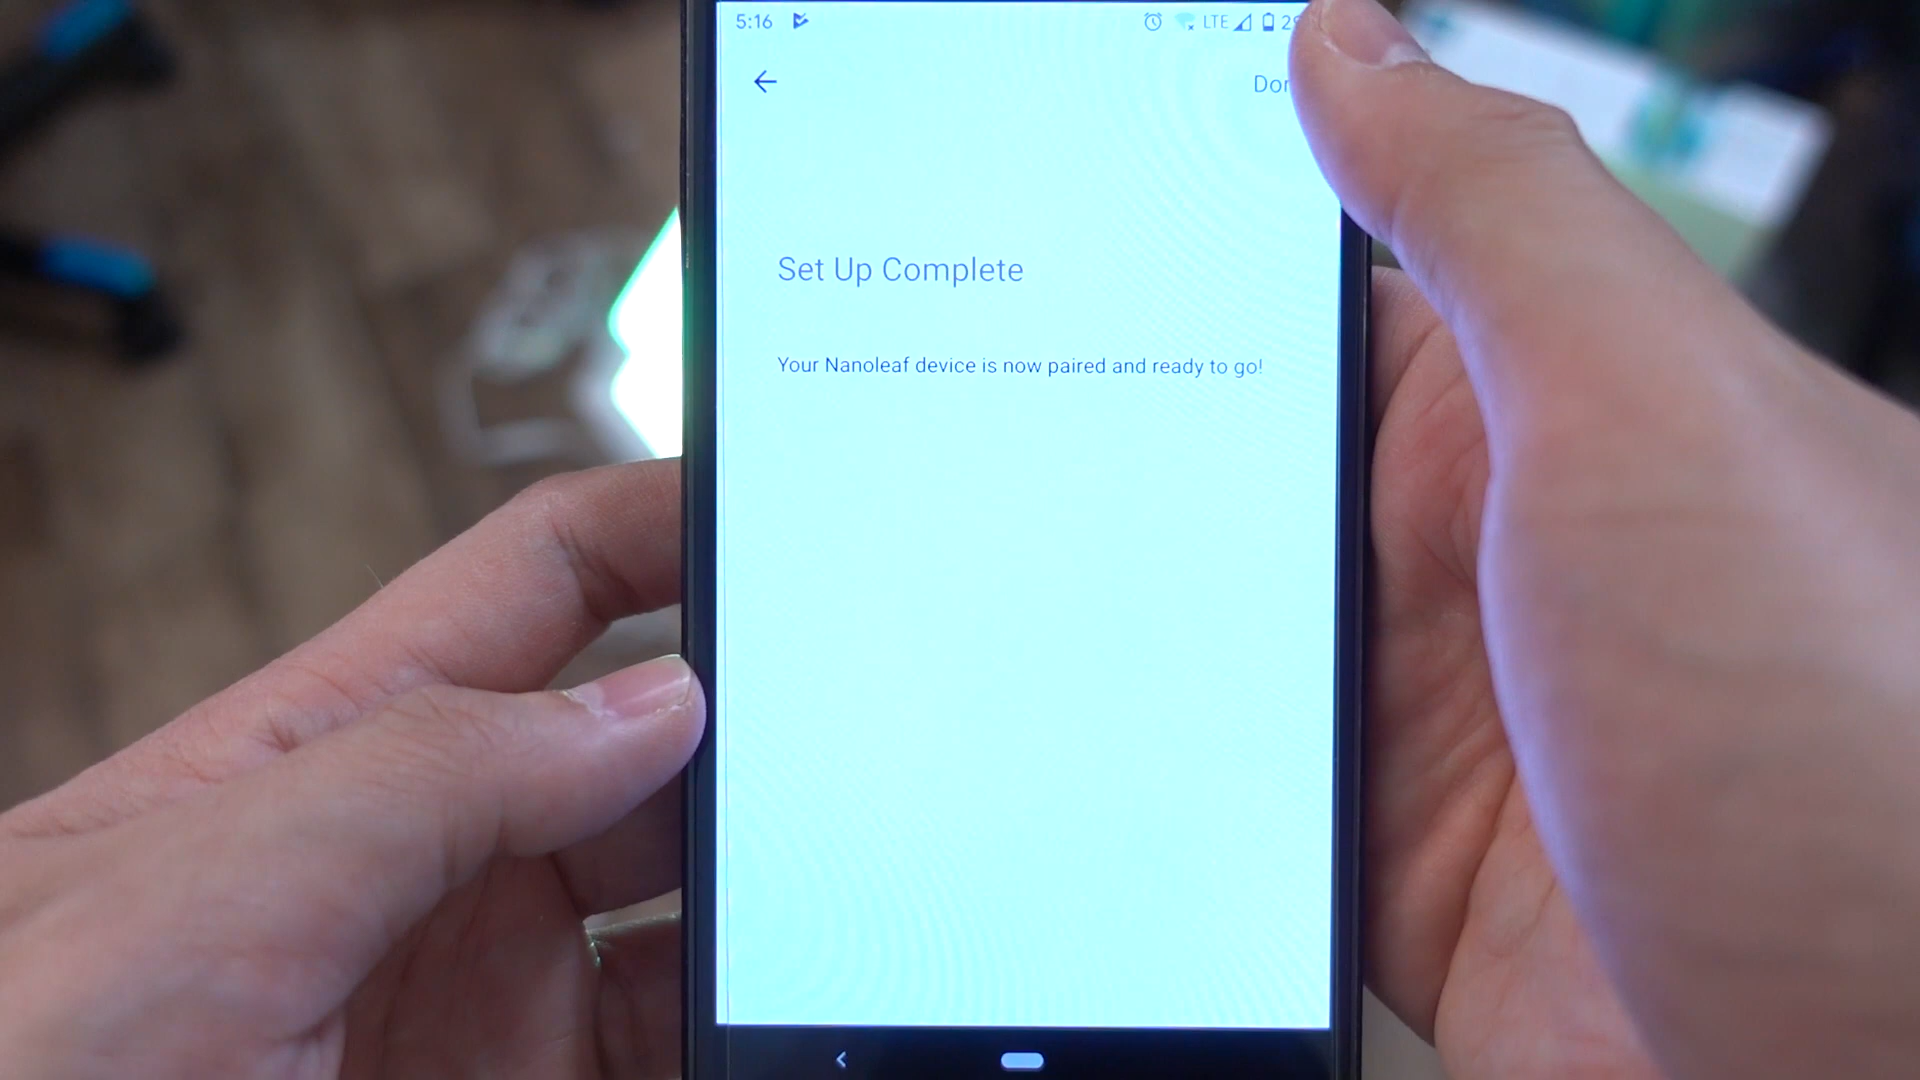 5:16 LTE
Set Up Complete
Your Nanoleaf device is now paired and ready to go!